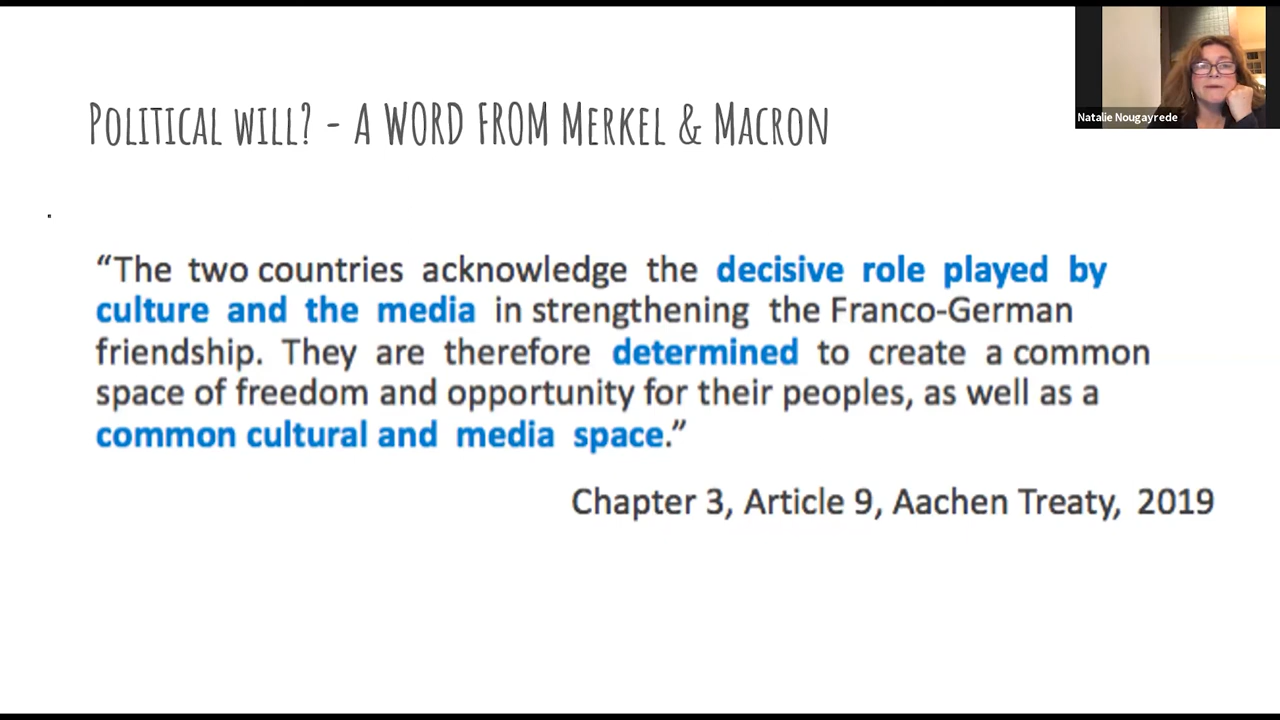 POLITICAL WILL? - A WORD FROM MERKEL & MACRON
Natalie Nougayrede
“The two countries acknowledge the decisive role played by
culture and the media in strengthening the Franco-German
friendship. They are therefore determined to create a common
space of freedom and opportunity for their peoples, as well as a
common cultural and media space.”
Chapter 3, Article 9, Aachen Treaty, 2019